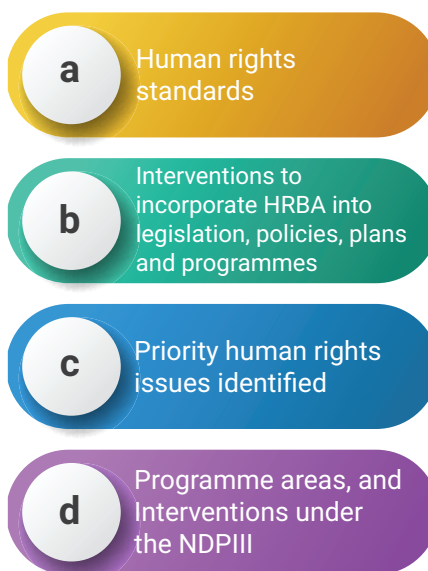 a
Human rights
standards
b
Interventions to
incorporate HRBA into
legislation, policies, plans
and programmes
c
Priority human rights
issues identified
d
Programme areas, and
Interventions under
the NDPIII